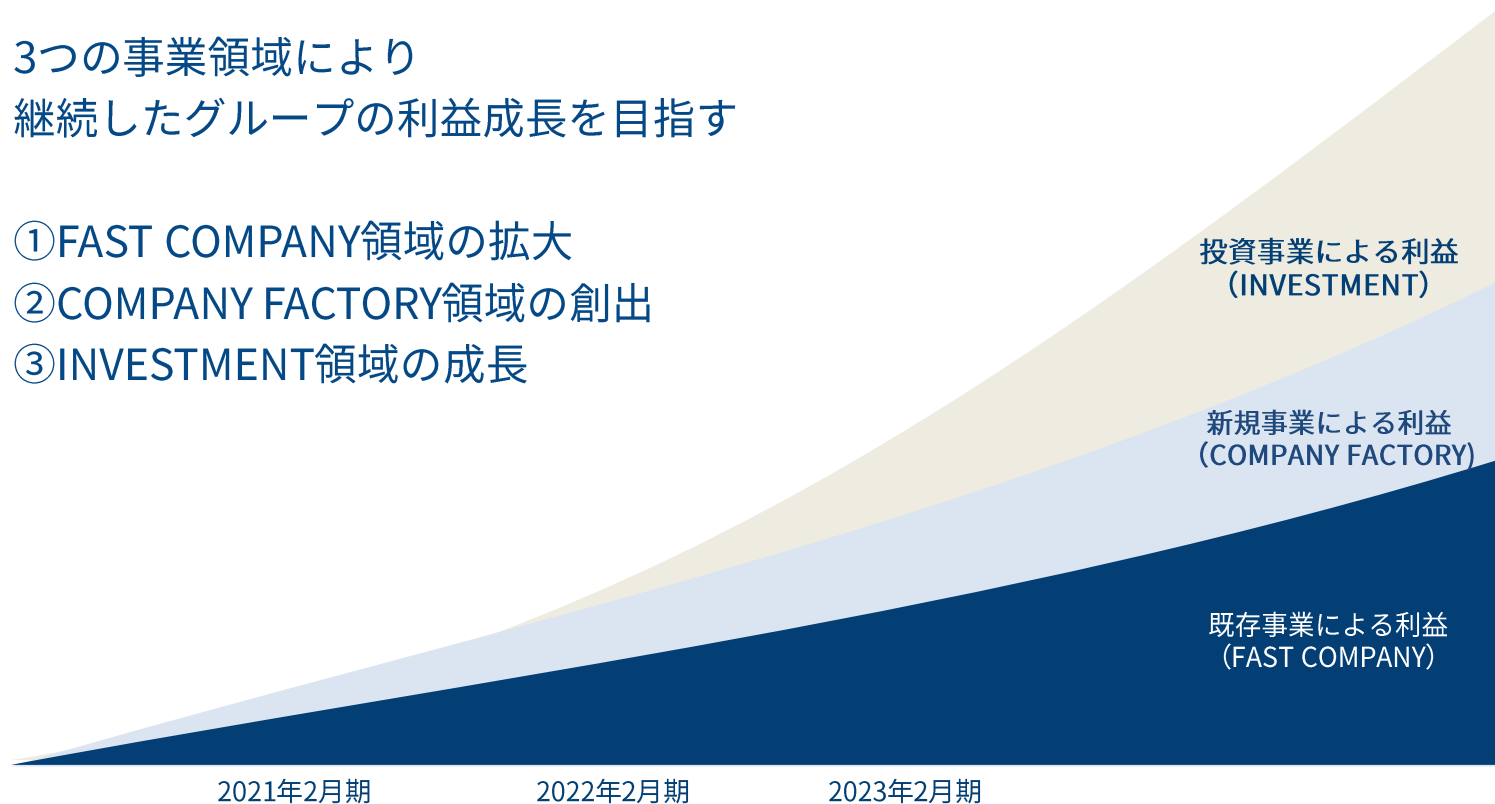 3つの事業領域により
継続したグループの利益成長を目指す
①FAST COMPANY領域の拡大
②COMPANY FACTORY領域の創出
③INVESTMENT領域の成長
投資事業による利益
（INVESTMENT）
新規事業による利益
（COMPANY FACTORY)
既存事業による利益
（FAST COMPANY）
2021年2月期
2022年2月期
2023年2月期